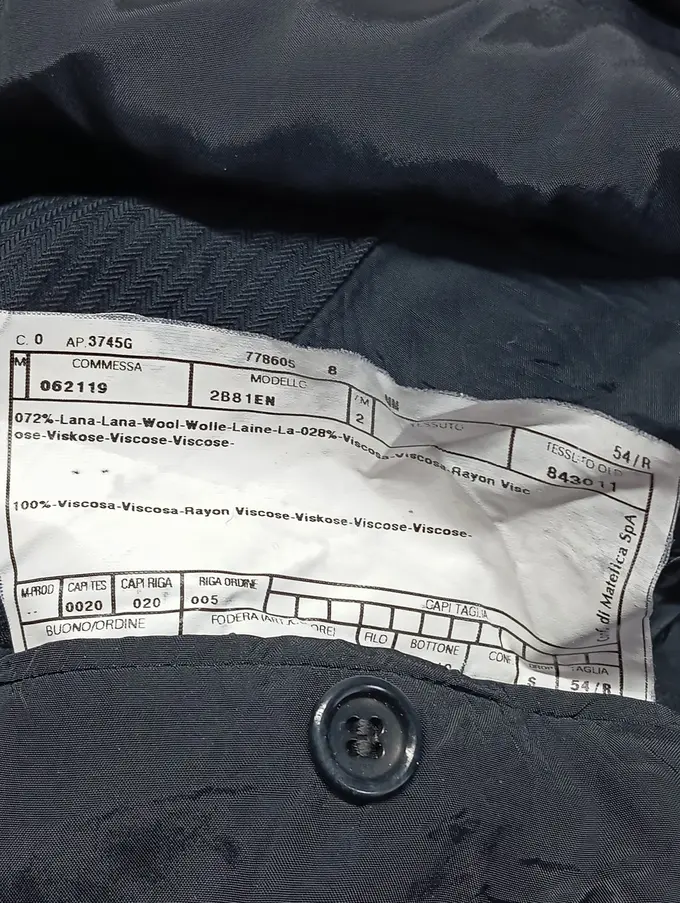 C. 0 AP.3745G 77860S 8
54/R
M COMMESSA MODELLO TESSUTO
062119 2B81EN 2
072%-Lana-Lana-Wool-Wolle-Laine-La-028%-Viscosa-Viscosa-Rayon Visc
ose-Viskose-Viscose-Viscose-
100%-Viscosa-Viscosa-Rayon Viscose-Viskose-Viscose-Viscose-
di Matelica SpA
M-PROD CAPI TES CAPI RIGA RIGA ORDINE CAPI TAGLIA
.. 0020 020 005
BUONO/ORDINE FODERA FILO BOTTONE CONF. DROP TAGLIA
S 54/R